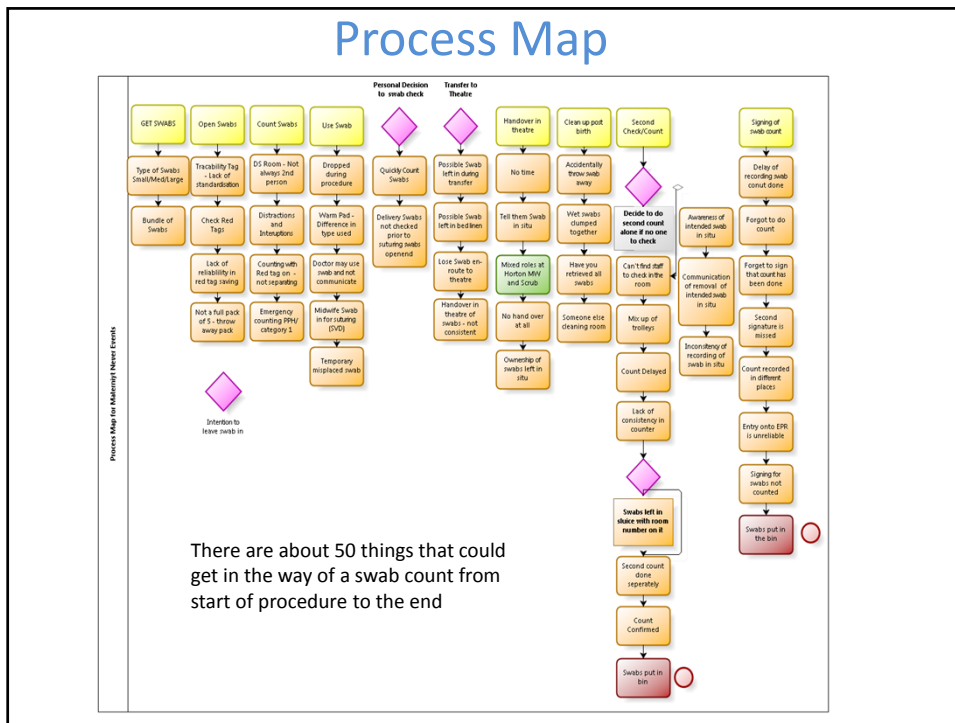 Process Map
Process Map for Materniyt Never Events
GET SWABS
Type of Swabs
Small/Med/Large
Bundle of
Swabs
Open Swabs
Tracability Tag
- Lack of
standardisation
Check Red
Tags
Lack of
reliablility in
red tag saving
Not a full pack
of 5 - throw
away pack
Intention to
leave swab in
Count Swabs
DS Room - Not
always 2nd
person
Distractions
and
Interuptions
Counting with
Red tag on -
not separating
Emergency
counting PPH/
category 1
Use Swab
Dropped
during
procedure
Warm Pad -
Difference in
type used
Doctor may use
swab and not
communicate
Midwife Swab
in for suturing
(SVD)
Temporary
misplaced swab
Personal Decision
to swab check
Quickly Count
Swabs
Delivery Swabs
not checked
prior to
suturing swabs
openend
Transfer to
Theatre
Possible Swab
left in during
transfer
Possible Swab
left in bed linen
Lose Swab en-
route to
theatre
Handover in
theatre of
swabs - not
consistent
Handover in
theatre
No time
Tell them Swab
in situ
Mixed roles at
Horton MW
and Scrub
No hand over
at all
Ownership of
swabs left in
situ
Clean up post
birth
Accidentally
throw swab
away
Wet swabs
clumped
together
Have you
retrieved all
swabs
Someone else
cleaning room
Second
Check/Count
Decide to do
second count
alone if no one
to check
Can't find staff
to check in the
room
Mix up of
trolleys
Count Delayed
Lack of
consistency in
counter
Swabs left in
sluice with room
number on it
Second count
done
seperately
Count
Confirmed
Swabs put in
bin
Awareness of
intended swab
in situ
Communication
of removal of
intended swab
in situ
Inconsistency of
recording of
swab in situ
Signing of
swab count
Delay of
recording swab
conut done
Forgot to do
count
Forget to sign
that count has
been done
Second
signature is
missed
Count recorded
in different
places
Entry onto EPR
is unreliable
Signing for
swabs not
counted
Swabs put in
the bin
There are about 50 things that could
get in the way of a swab count from
start of procedure to the end